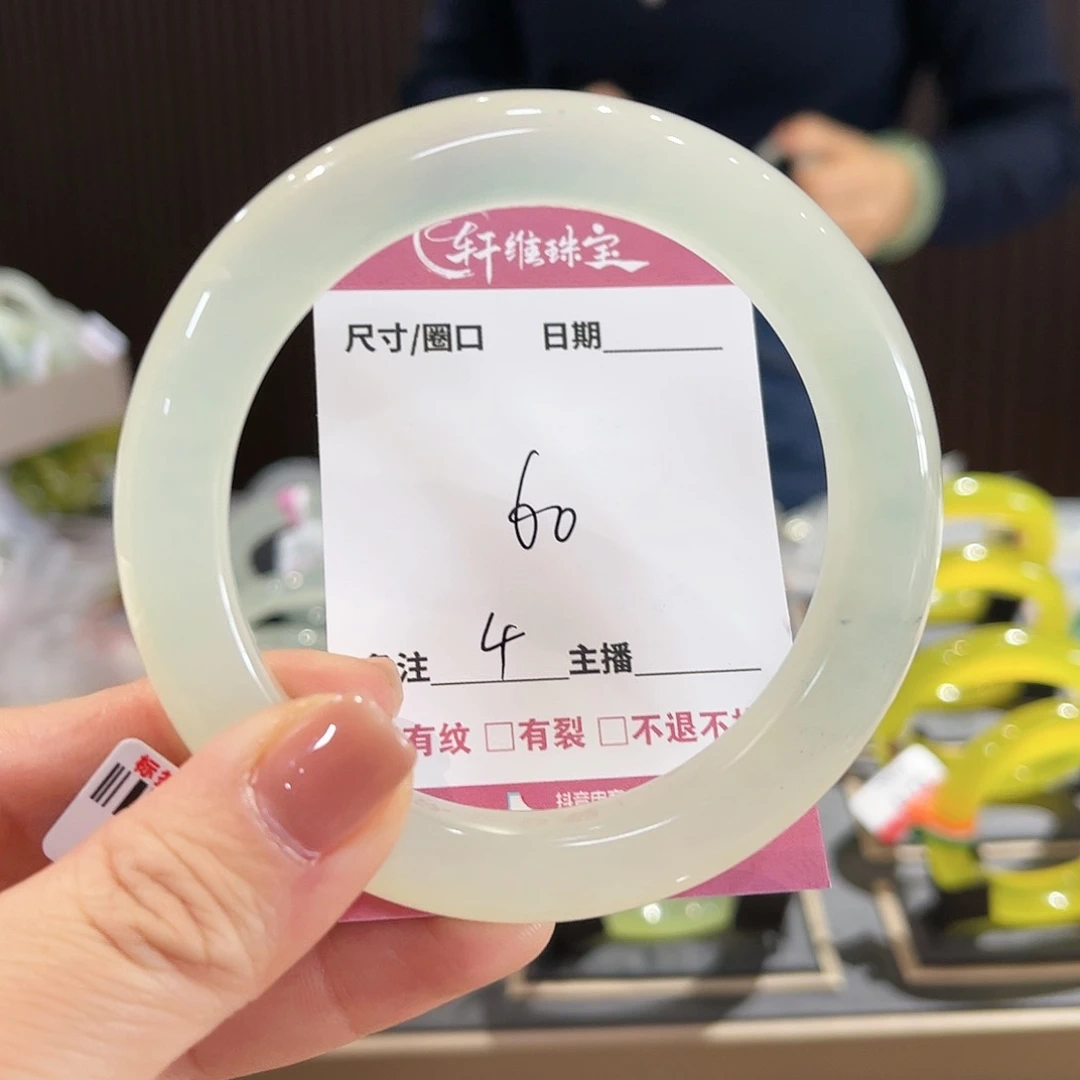 轩维珠宝
尺寸/圈口 日期
60
备注 4 主播
有纹 □有裂 □不退不